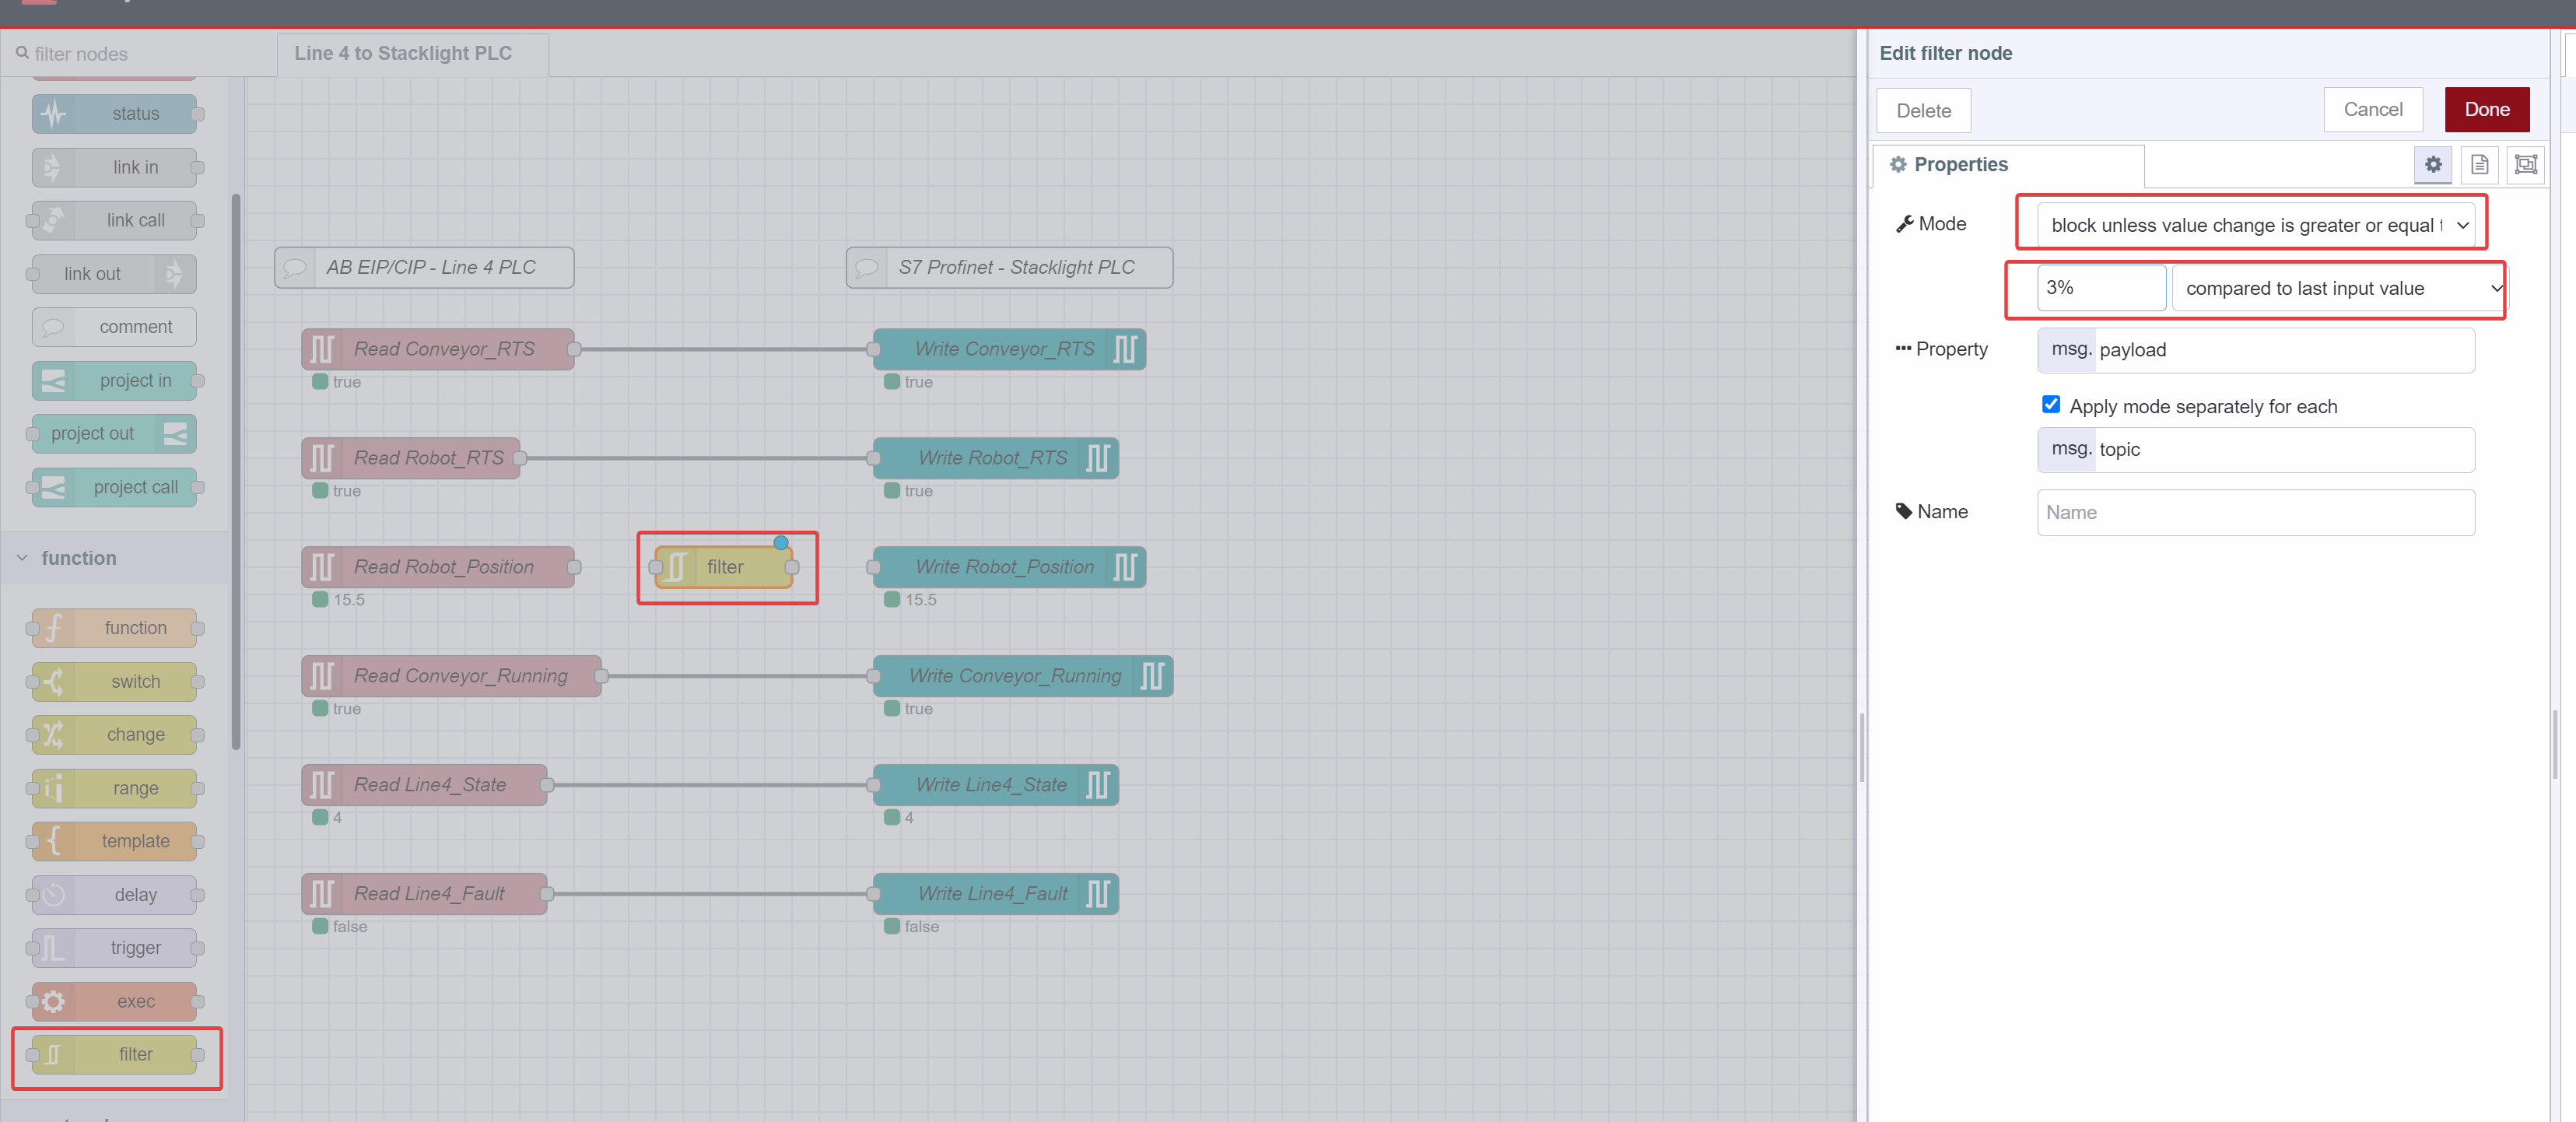 filter nodes
Line 4 to Stacklight PLC
status
link in
link call
link out
comment
project in
project out
project call
function
function
switch
change
range
template
delay
trigger
exec
filter
AB EIP/CIP - Line 4 PLC
S7 Profinet - Stacklight PLC
Read Conveyor_RTS
Write Conveyor_RTS
true
true
Read Robot_RTS
Write Robot_RTS
true
true
Read Robot_Position
filter
Write Robot_Position
15.5
15.5
Read Conveyor_Running
Write Conveyor_Running
true
true
Read Line4_State
Write Line4_State
4
4
Read Line4_Fault
Write Line4_Fault
false
false
Edit filter node
Delete
Cancel
Done
Properties
Mode
block unless value change is greater or equal
3%
compared to last input value
Property
msg. payload
Apply mode separately for each
msg. topic
Name
Name